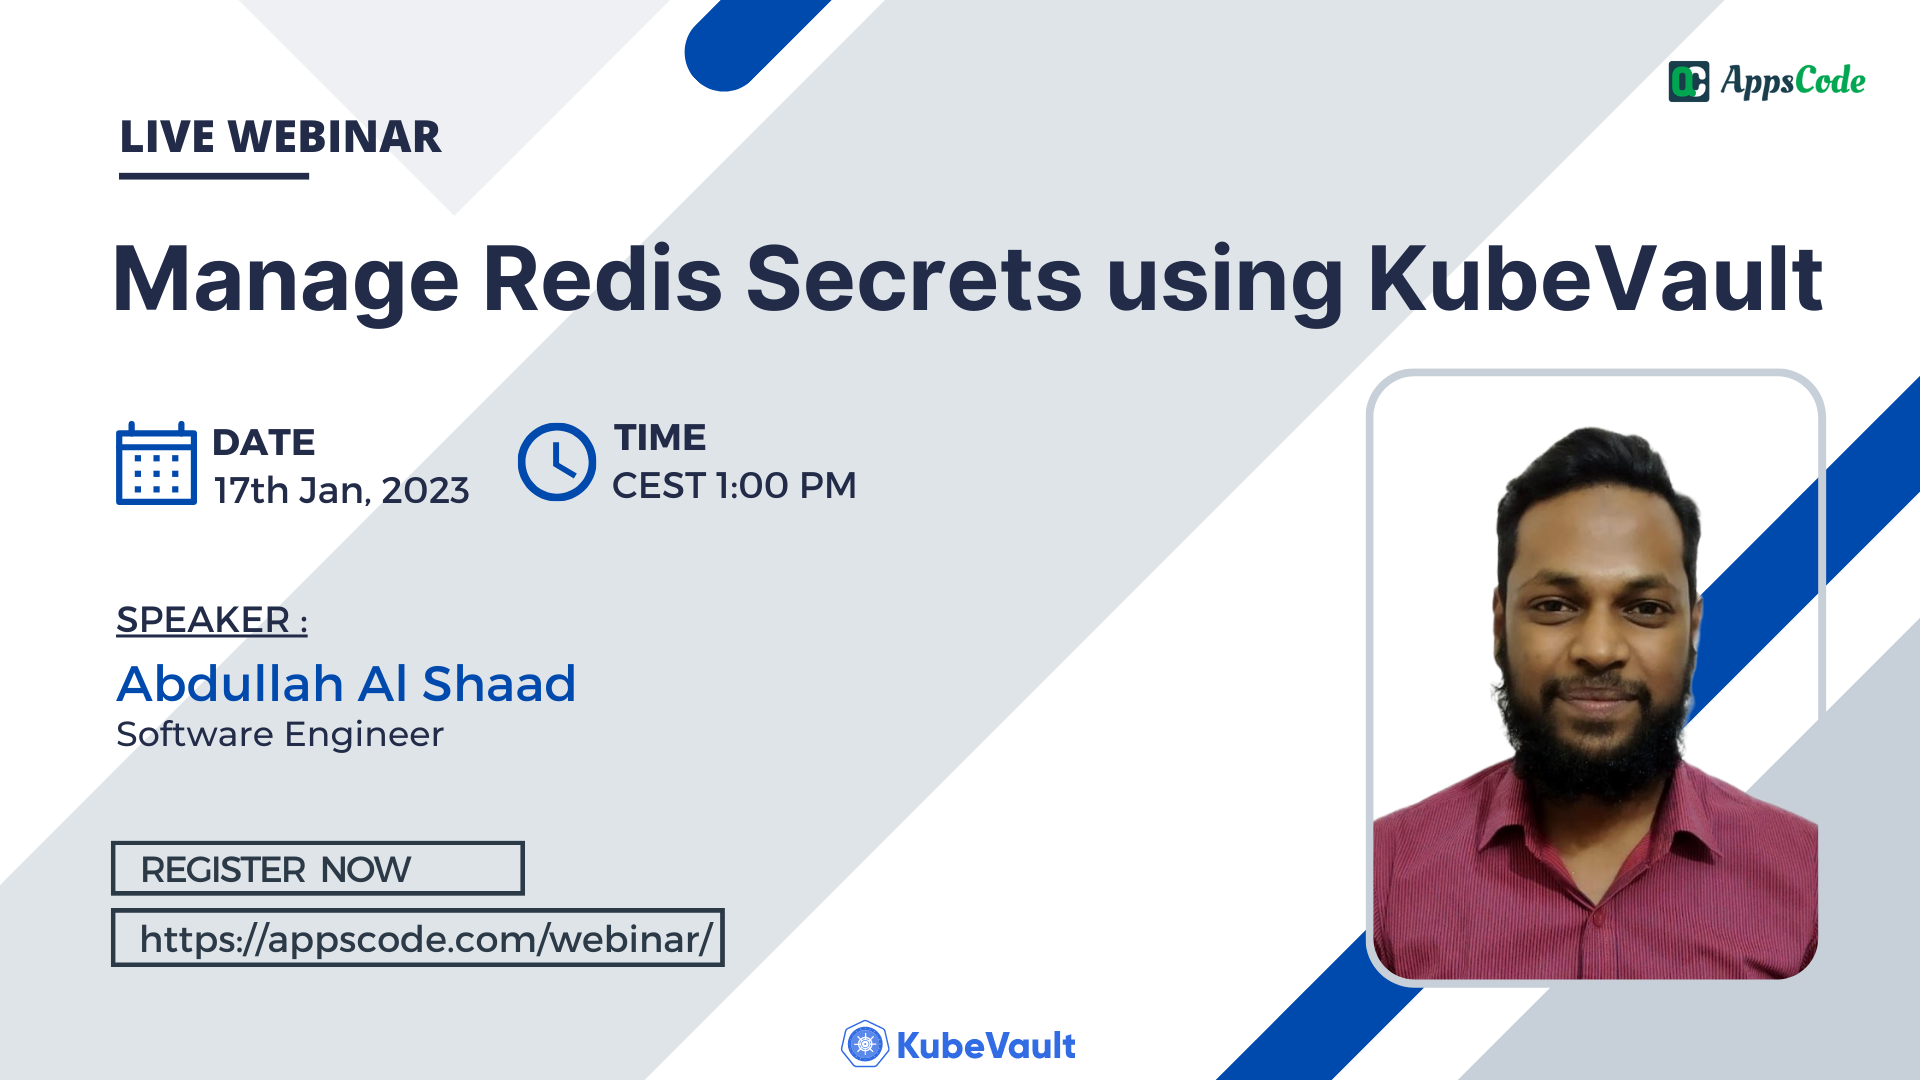 AppsCode
LIVE WEBINAR
Manage Redis Secrets using KubeVault
DATE
17th Jan, 2023
TIME
CEST 1:00 PM
SPEAKER :
Abdullah Al Shaad
Software Engineer
REGISTER NOW
https://appscode.com/webinar/
KubeVault